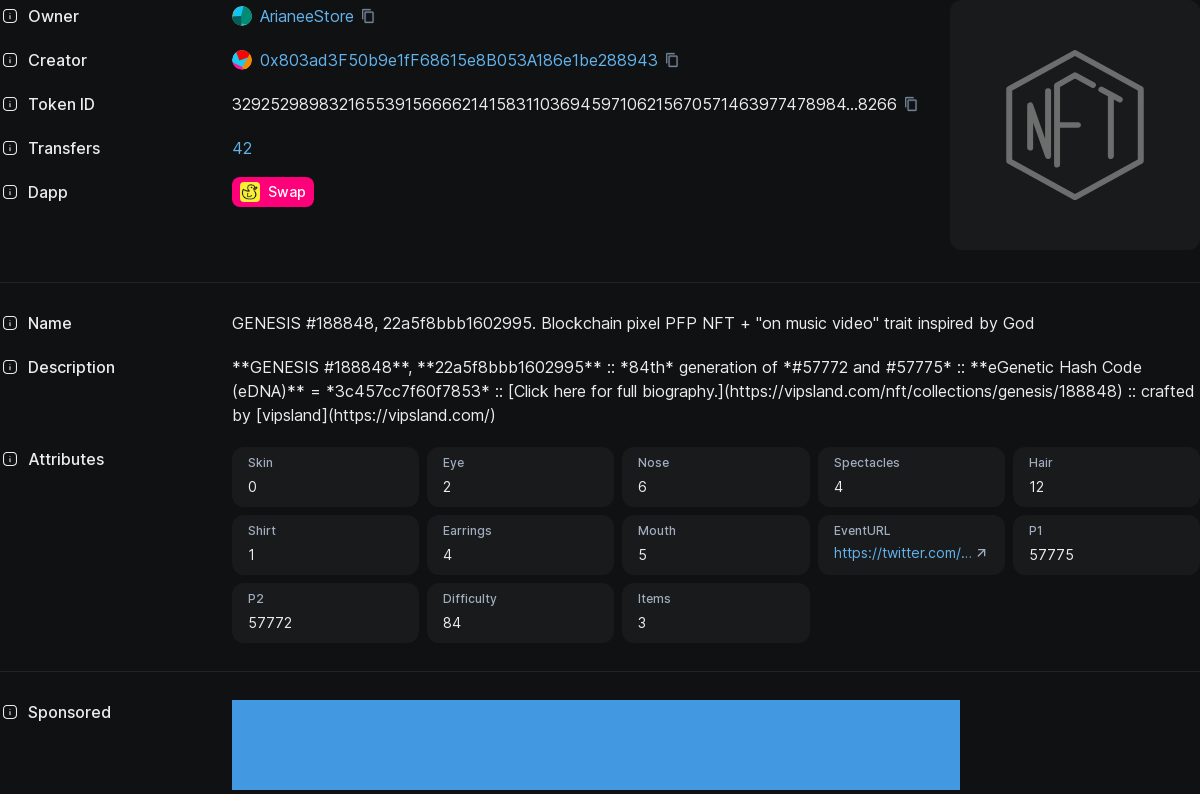 Owner
ArianeeStore
Creator
0x803ad3F50b9e1fF68615e8B053A186e1be288943
Token ID
32925298983216553915666621415831103694597106215670571463977478984...8266
Transfers
42
Dapp
Swap
NFT
Name
GENESIS #188848, 22a5f8bbb1602995. Blockchain pixel PFP NFT + "on music video" trait inspired by God
Description
**GENESIS #188848**, **22a5f8bbb1602995** :: *84th* generation of *#57772 and #57775* :: **eGenetic Hash Code
(eDNA)** = *3c457cc7f60f7853* :: [Click here for full biography.](https://vipsland.com/nft/collections/genesis/188848) :: crafted
by [vipsland](https://vipsland.com/)
Attributes
Skin
0
Eye
2
Nose
6
Spectacles
4
Hair
12
Shirt
1
Earrings
4
Mouth
5
EventURL
https://twitter.com/...
P1
57775
P2
57772
Difficulty
84
Items
3
Sponsored